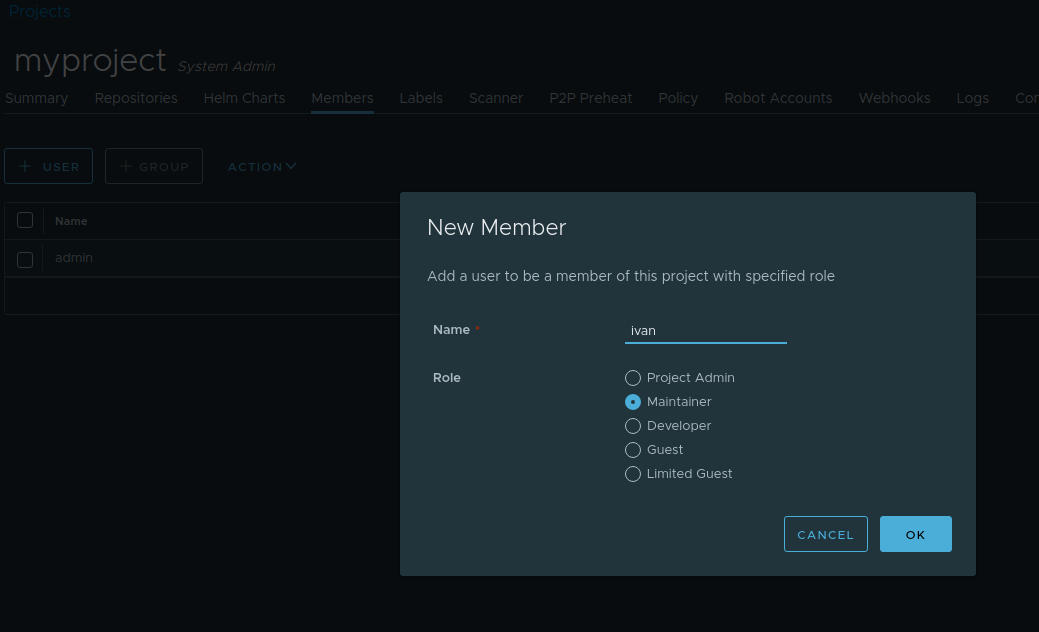 Projects
myproject System Admin
Summary Repositories Helm Charts Members Labels Scanner P2P Preheat Policy Robot Accounts Webhooks Logs
+ USER + GROUP ACTION
Name
admin
New Member
Add a user to be a member of this project with specified role
Name *
ivan
Role
Project Admin
Maintainer
Developer
Guest
Limited Guest
CANCEL OK